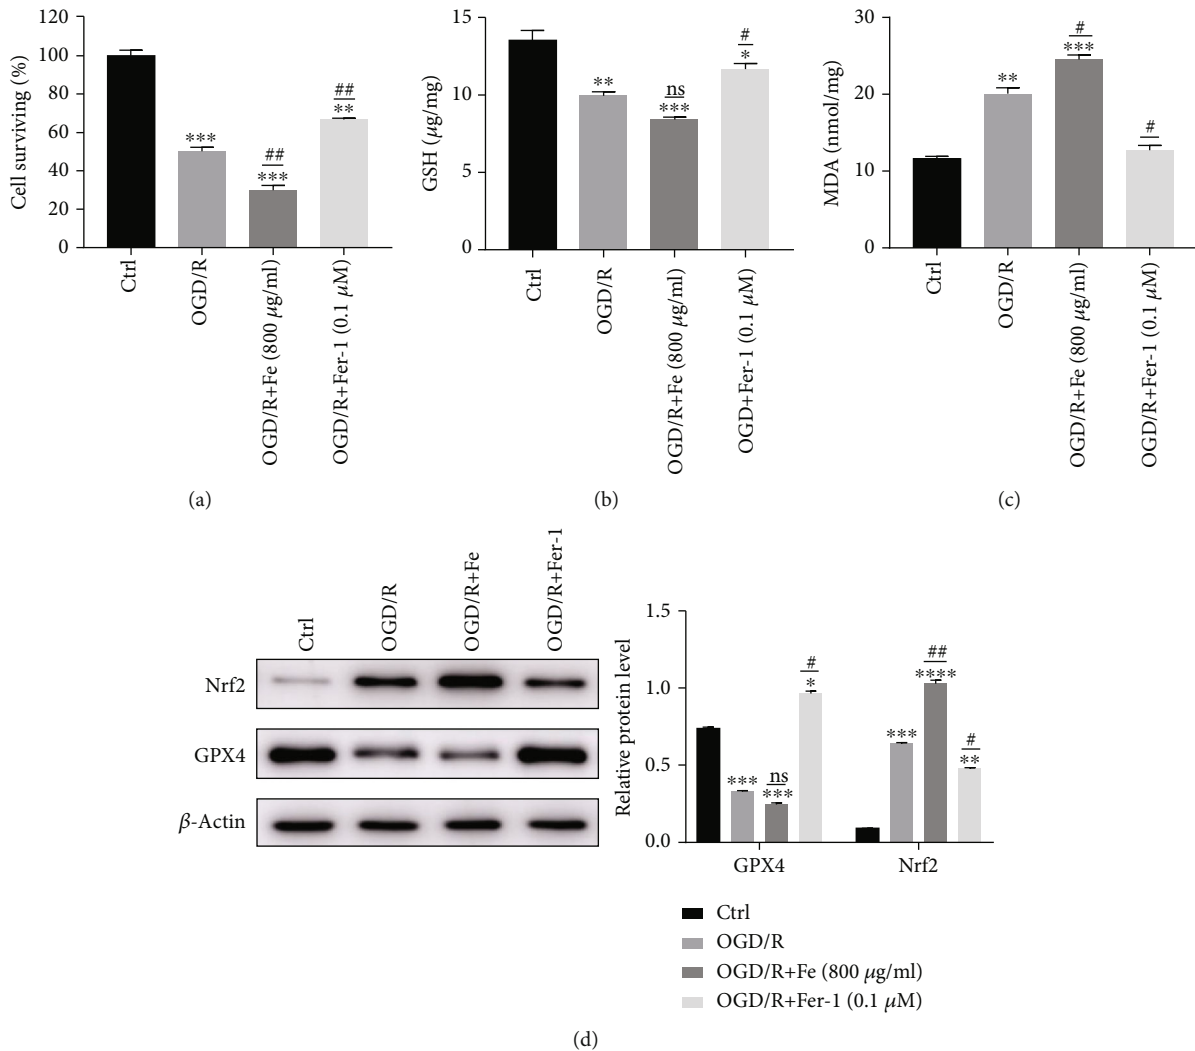 120
100
80
60
40
20
0
Cell surviving (%)
***
##
***
##
**
Ctrl
OGD/R
OGD/R+Fe (800 μg/ml)
OGD/R+Fer-1 (0.1 μM)
(a)
15
10
5
0
GSH (μg/mg)
**
ns
***
#
*
Ctrl
OGD/R
OGD/R+Fe (800 μg/ml)
OGD+Fer-1 (0.1 μM)
(b)
30
20
10
0
MDA (nmol/mg)
**
#
***
#
Ctrl
OGD/R
OGD/R+Fe (800 μg/ml)
OGD/R+Fer-1 (0.1 μM)
(c)
Ctrl
OGD/R
OGD/R+Fe
OGD/R+Fer-1
Nrf2
GPX4
β-Actin
1.5
1.0
0.5
0.0
Relative protein level
***
ns
***
#
*
***
##
****
#
**
GPX4
Nrf2
Ctrl
OGD/R
OGD/R+Fe (800 μg/ml)
OGD/R+Fer-1 (0.1 μM)
(d)